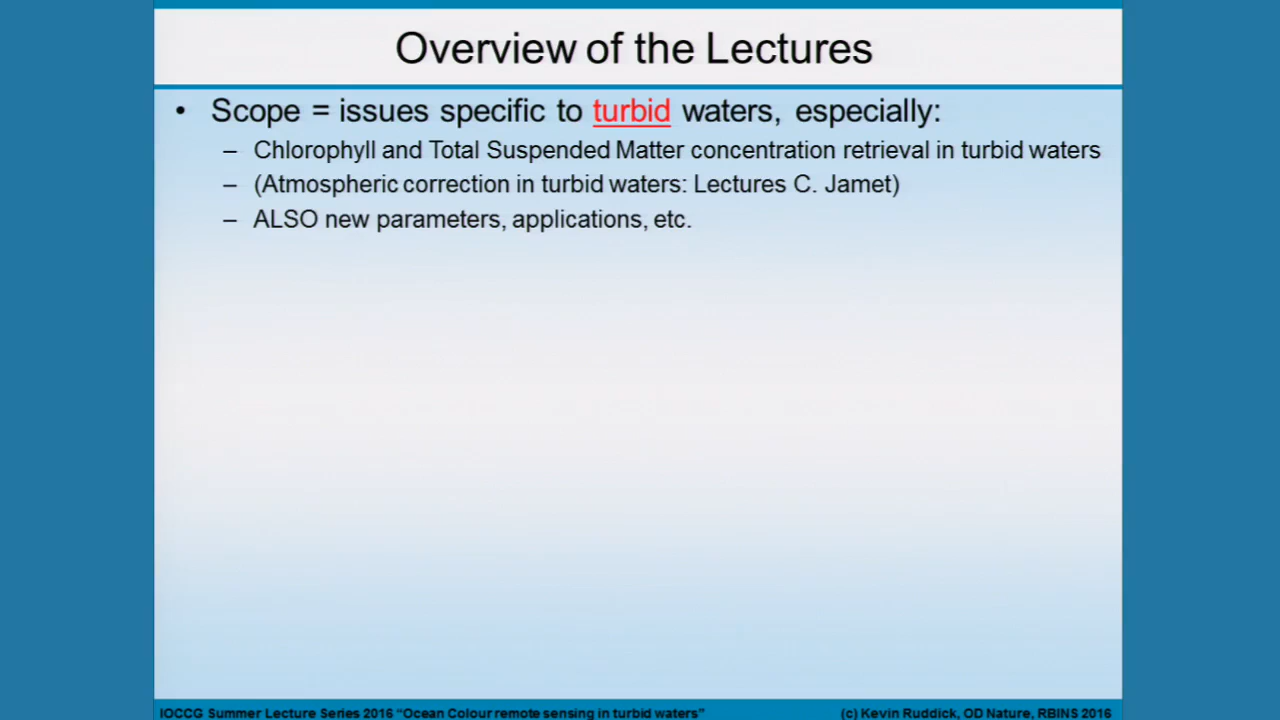 Overview of the Lectures
• Scope = issues specific to turbid waters, especially:
– Chlorophyll and Total Suspended Matter concentration retrieval in turbid waters
– (Atmospheric correction in turbid waters: Lectures C. Jamet)
– ALSO new parameters, applications, etc.
IOCCG Summer Lecture Series 2016 “Ocean Colour remote sensing in turbid waters” (c) Kevin Ruddick, OD Nature, RBINS 2016